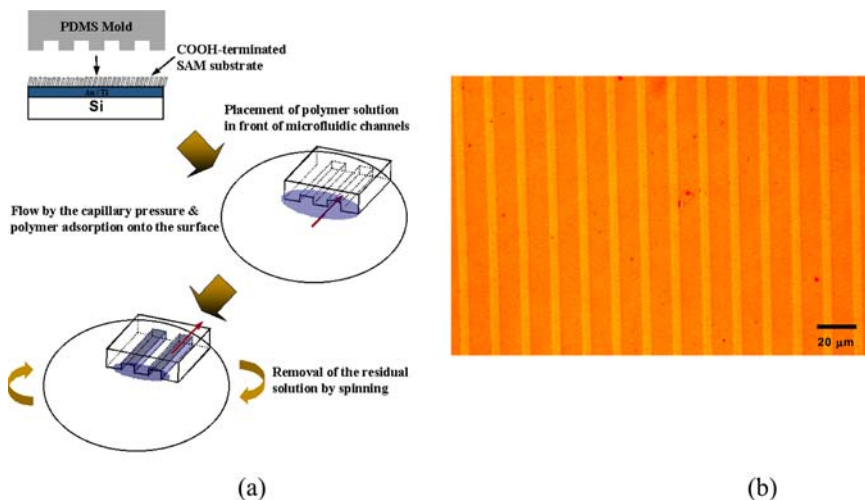 PDMS Mold
COOH-terminated
SAM substrate
Au / Ti
Si
Placement of polymer solution
in front of microfluidic channels
Flow by the capillary pressure &
polymer adsorption onto the surface
Removal of the residual
solution by spinning
20 μm
(a)
(b)